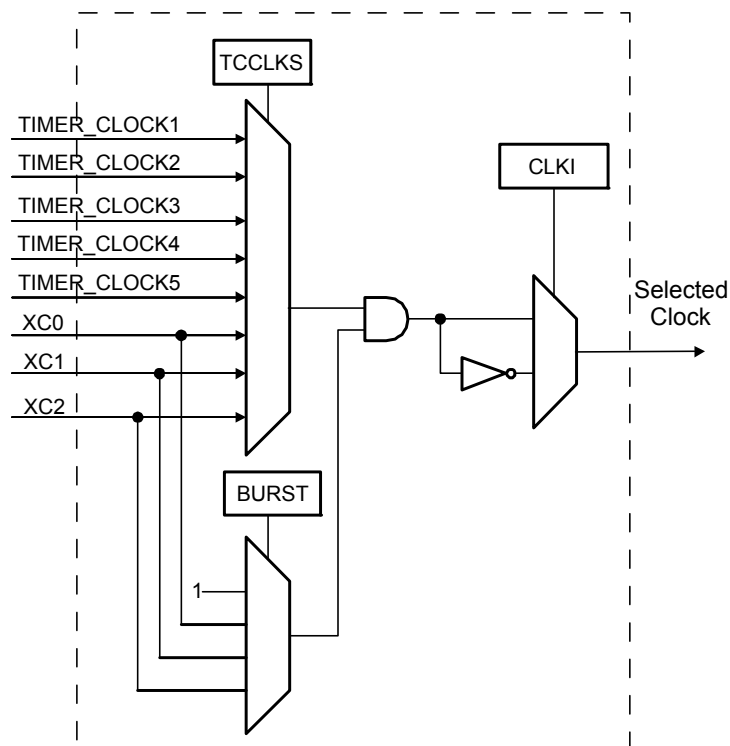 TCCLKS
TIMER_CLOCK1
TIMER_CLOCK2
TIMER_CLOCK3
TIMER_CLOCK4
TIMER_CLOCK5
XC0
XC1
XC2
CLKI
Selected
Clock
BURST
1